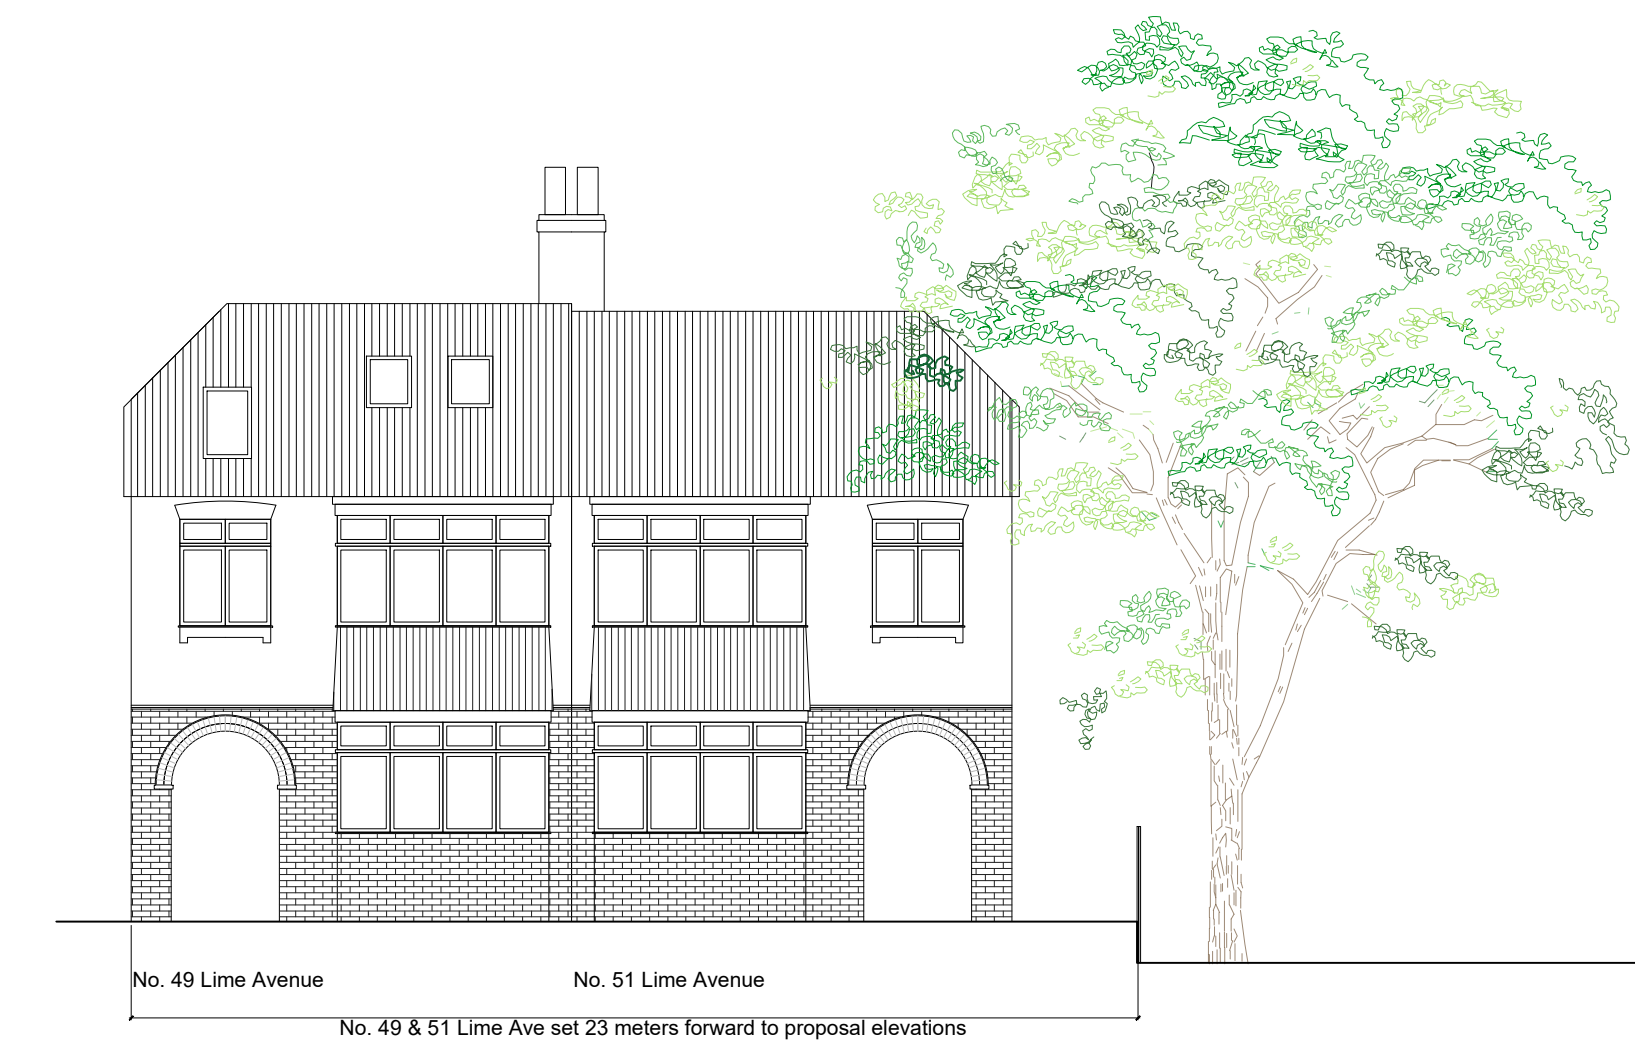 No. 49 Lime Avenue
No. 51 Lime Avenue
No. 49 & 51 Lime Ave set 23 meters forward to proposal elevations